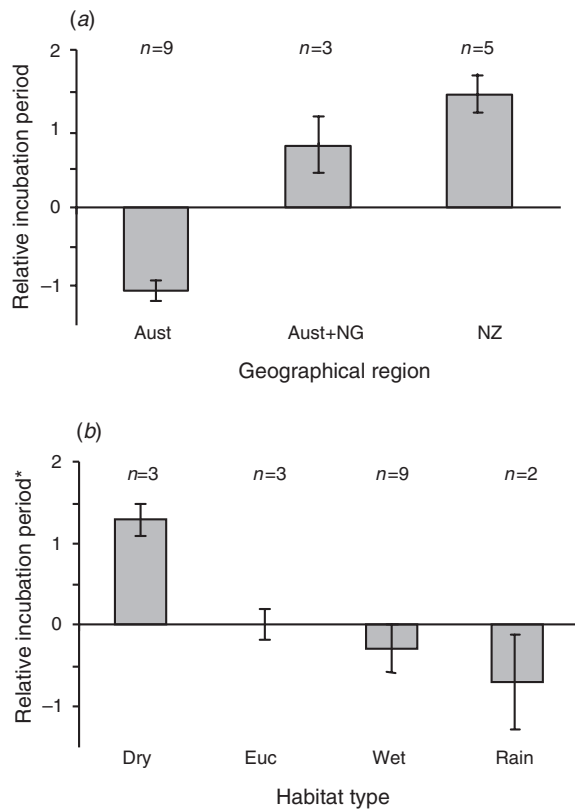 (a)
n=9 n=3 n=5
2
1
0
–1
Relative incubation period
Aust Aust+NG NZ
Geographical region
(b)
n=3 n=3 n=9 n=2
2
1
0
–1
Relative incubation period*
Dry Euc Wet Rain
Habitat type